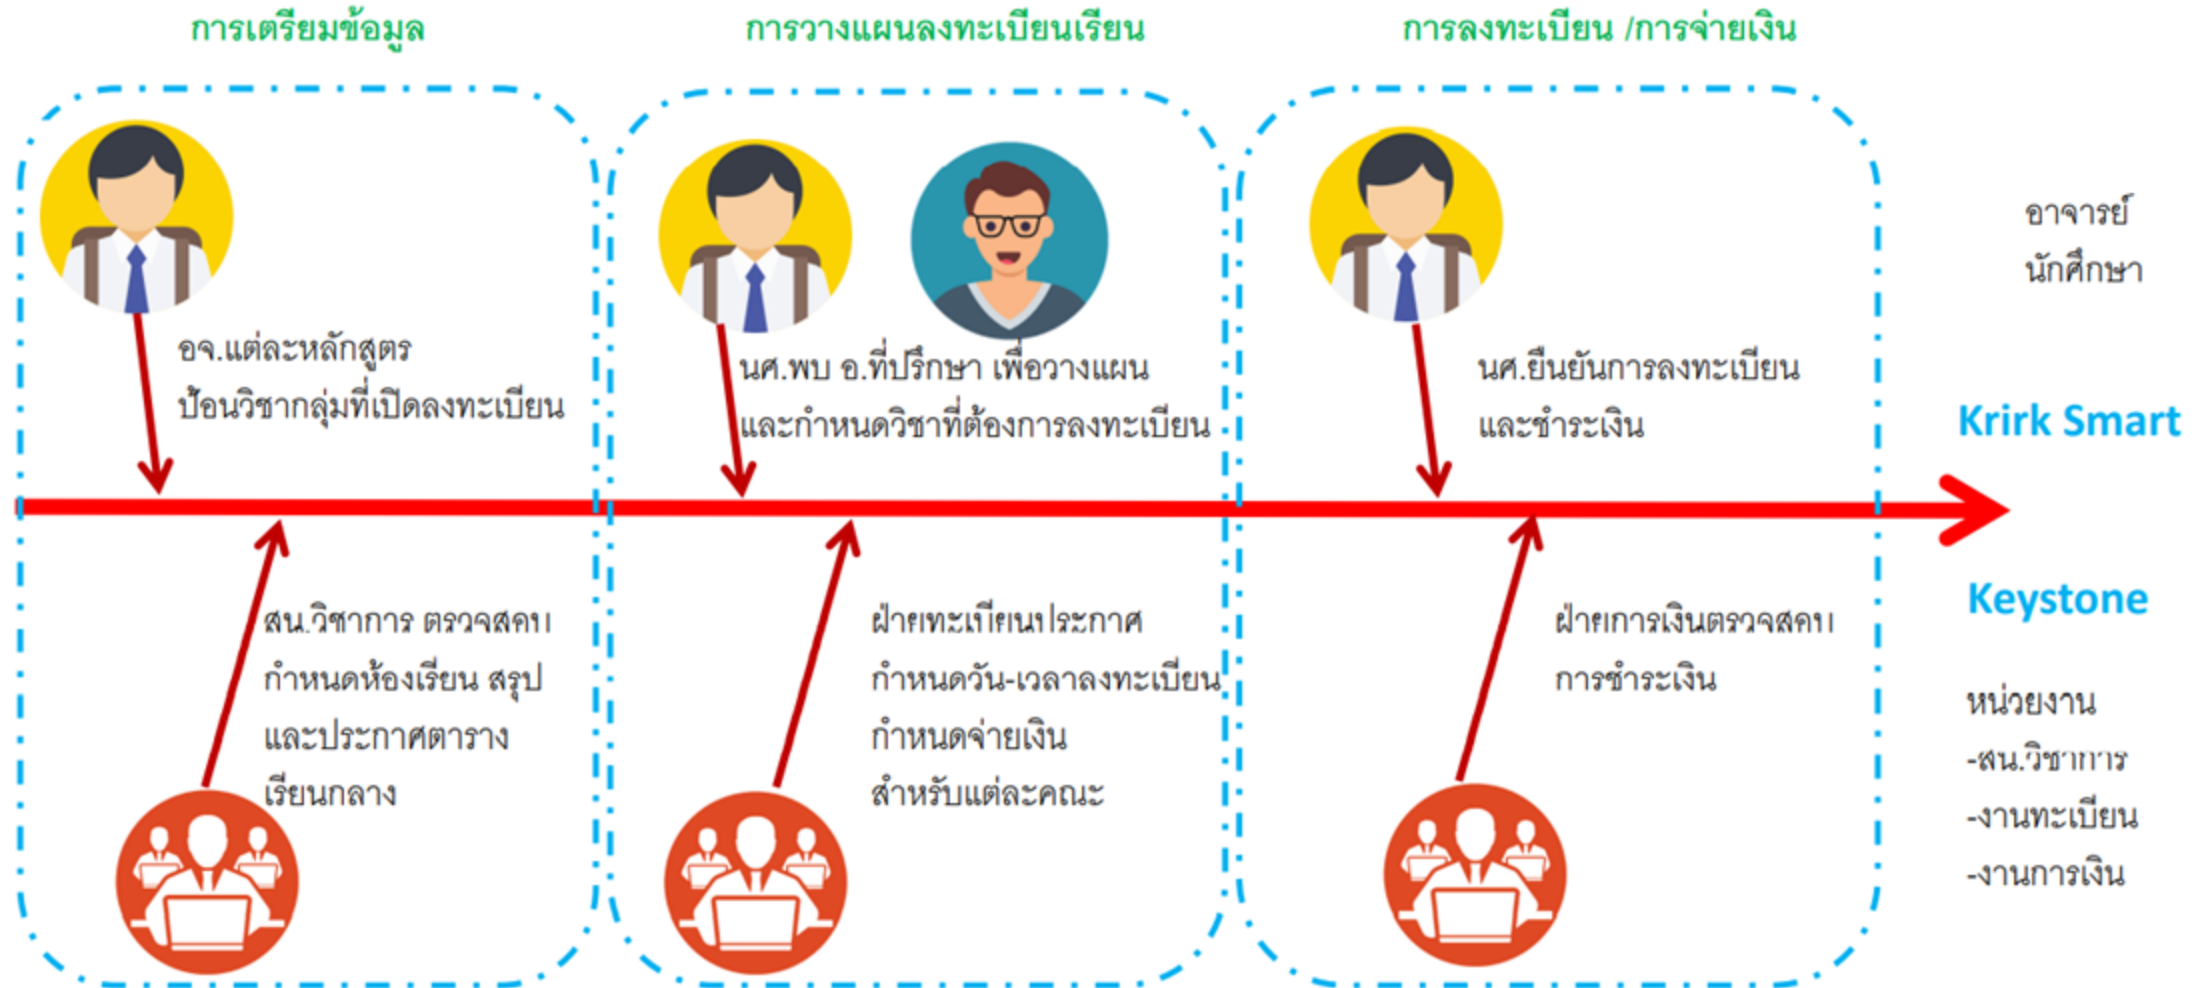 การเตรียมข้อมูล
การวางแผนลงทะเบียนเรียน
การลงทะเบียน /การจ่ายเงิน
อจ.แต่ละหลักสูตร
ป้อนวิชากลุ่มที่เปิดลงทะเบียน
นศ.พบ อ.ที่ปรึกษา เพื่อวางแผน
และกำหนดวิชาที่ต้องการลงทะเบียน
นศ.ยืนยันการลงทะเบียน
และชำระเงิน
อาจารย์
นักศึกษา
Krirk Smart
สน.วิชาการ ตรวจสอบ
กำหนดห้องเรียน สรุป
และประกาศตาราง
เรียนกลาง
ฝ่ายทะเบียนประกาศ
กำหนดวัน-เวลาลงทะเบียน
กำหนดจ่ายเงิน
สำหรับแต่ละคณะ
ฝ่ายการเงินตรวจสอบ
การชำระเงิน
Keystone
หน่วยงาน
-สน.วิชาการ
-งานทะเบียน
-งานการเงิน